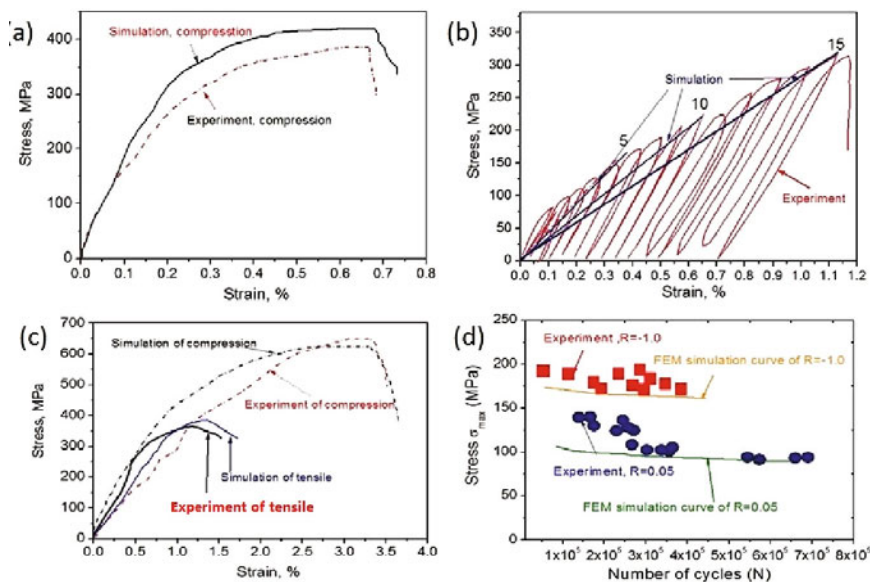 (a)
Simulation, comppession
Experiment, compression
Stress, MPa
400
300
200
100
0
0.0 0.1 0.2 0.3 0.4 0.5 0.6 0.7 0.8
Strain, %
(b)
15
Simulation
10
5
Experiment
Stress, MPa
350
300
250
200
150
100
50
0
0.0 0.1 0.2 0.3 0.4 0.5 0.6 0.7 0.8 0.9 1.0 1.1 1.2
Strain, %
(c)
Simulation of compression
Experiment of compression
Simulation of tensile
Experiment of tensile
Stress, MPa
700
600
500
400
300
200
100
0
0.0 0.5 1.0 1.5 2.0 2.5 3.0 3.5 4.0
Strain, %
(d)
Experiment ,R=-1.0
FEM simulation curve of R=-1.0
Experiment, R=0.05
FEM simulation curve of R=0.05
Stress σmax (MPa)
250
200
150
100
50
0
1x10⁵ 2x10⁵ 3x10⁵ 4x10⁵ 5x10⁵ 6x10⁵ 7x10⁵ 8x10⁵
Number of cycles (N)